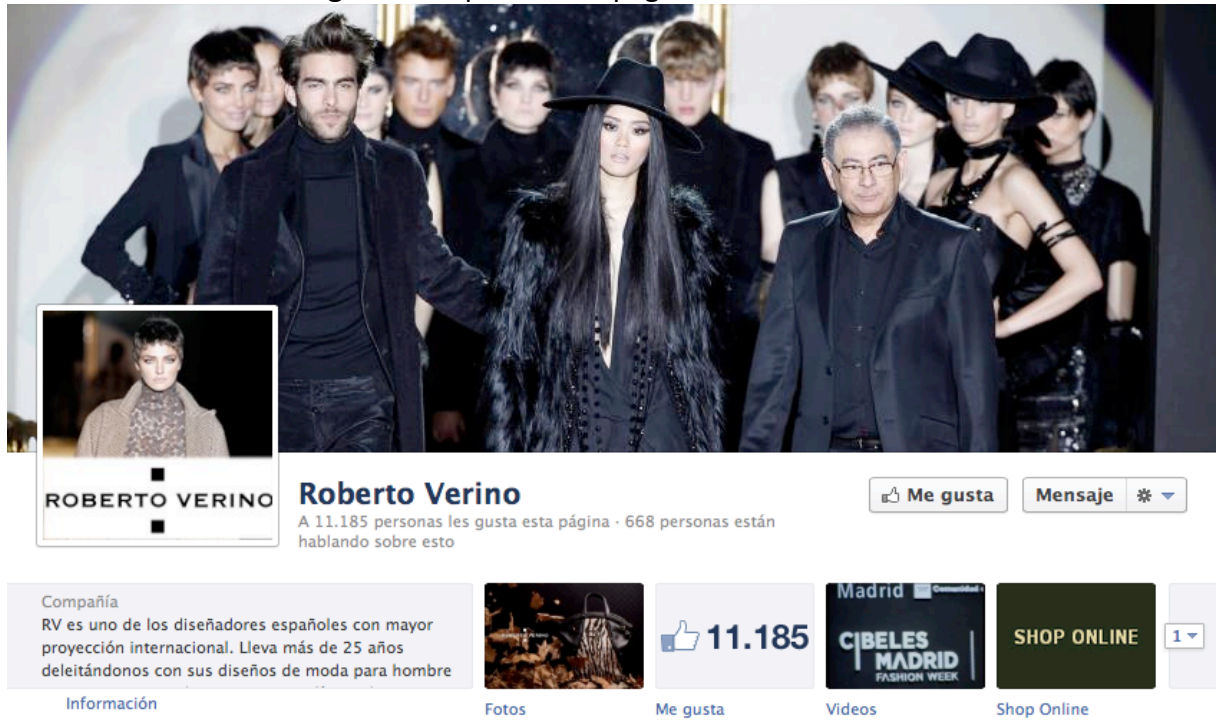 ROBERTO VERINO
Roberto Verino
A 11.185 personas les gusta esta página · 668 personas están
hablando sobre esto
Me gusta
Mensaje
Compañía
RV es uno de los diseñadores españoles con mayor
proyección internacional. Lleva más de 25 años
deleitándonos con sus diseños de moda para hombre
Información
Fotos
11.185
Me gusta
Madrid
CIBELES
MADRID
FASHION WEEK
Videos
SHOP ONLINE
Shop Online
1